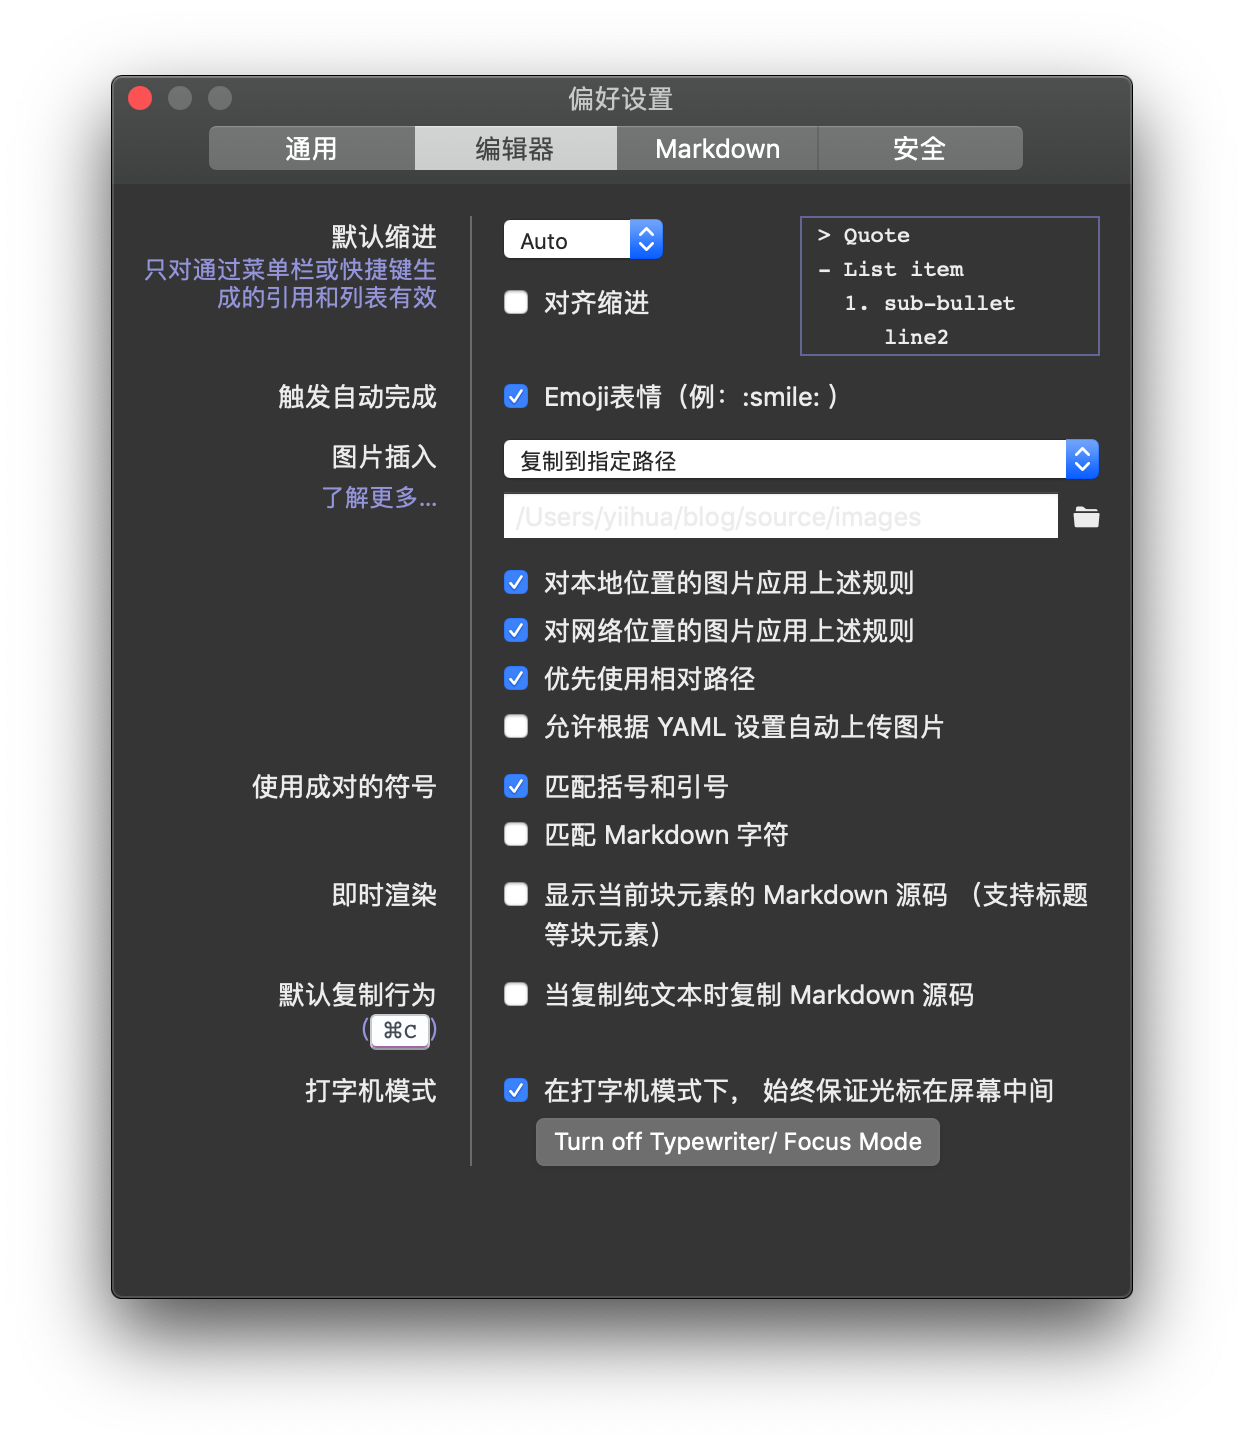 偏好设置
通用 编辑器 Markdown 安全
默认缩进
只对通过菜单栏或快捷键生
成的引用和列表有效
Auto
对齐缩进
> Quote
- List item
1. sub-bullet
line2
触发自动完成
Emoji表情（例：:smile: ）
图片插入
了解更多...
复制到指定路径
/Users/yiihua/blog/source/images
对本地位置的图片应用上述规则
对网络位置的图片应用上述规则
优先使用相对路径
允许根据 YAML 设置自动上传图片
使用成对的符号
匹配括号和引号
匹配 Markdown 字符
即时渲染
显示当前块元素的 Markdown 源码 （支持标题
等块元素）
默认复制行为
(⌘C)
当复制纯文本时复制 Markdown 源码
打字机模式
在打字机模式下， 始终保证光标在屏幕中间
Turn off Typewriter/ Focus Mode